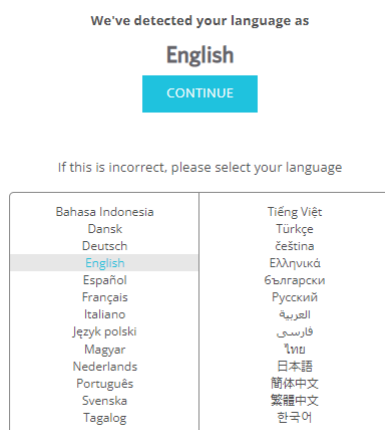 We've detected your language as
English
CONTINUE
If this is incorrect, please select your language
Bahasa Indonesia
Dansk
Deutsch
English
Español
Français
Italiano
Język polski
Magyar
Nederlands
Português
Svenska
Tagalog
Tiếng Việt
Türkçe
čeština
Ελληνικά
български
Русский
العربية
فارسی
ไทย
日本語
簡体中文
繁體中文
한국어